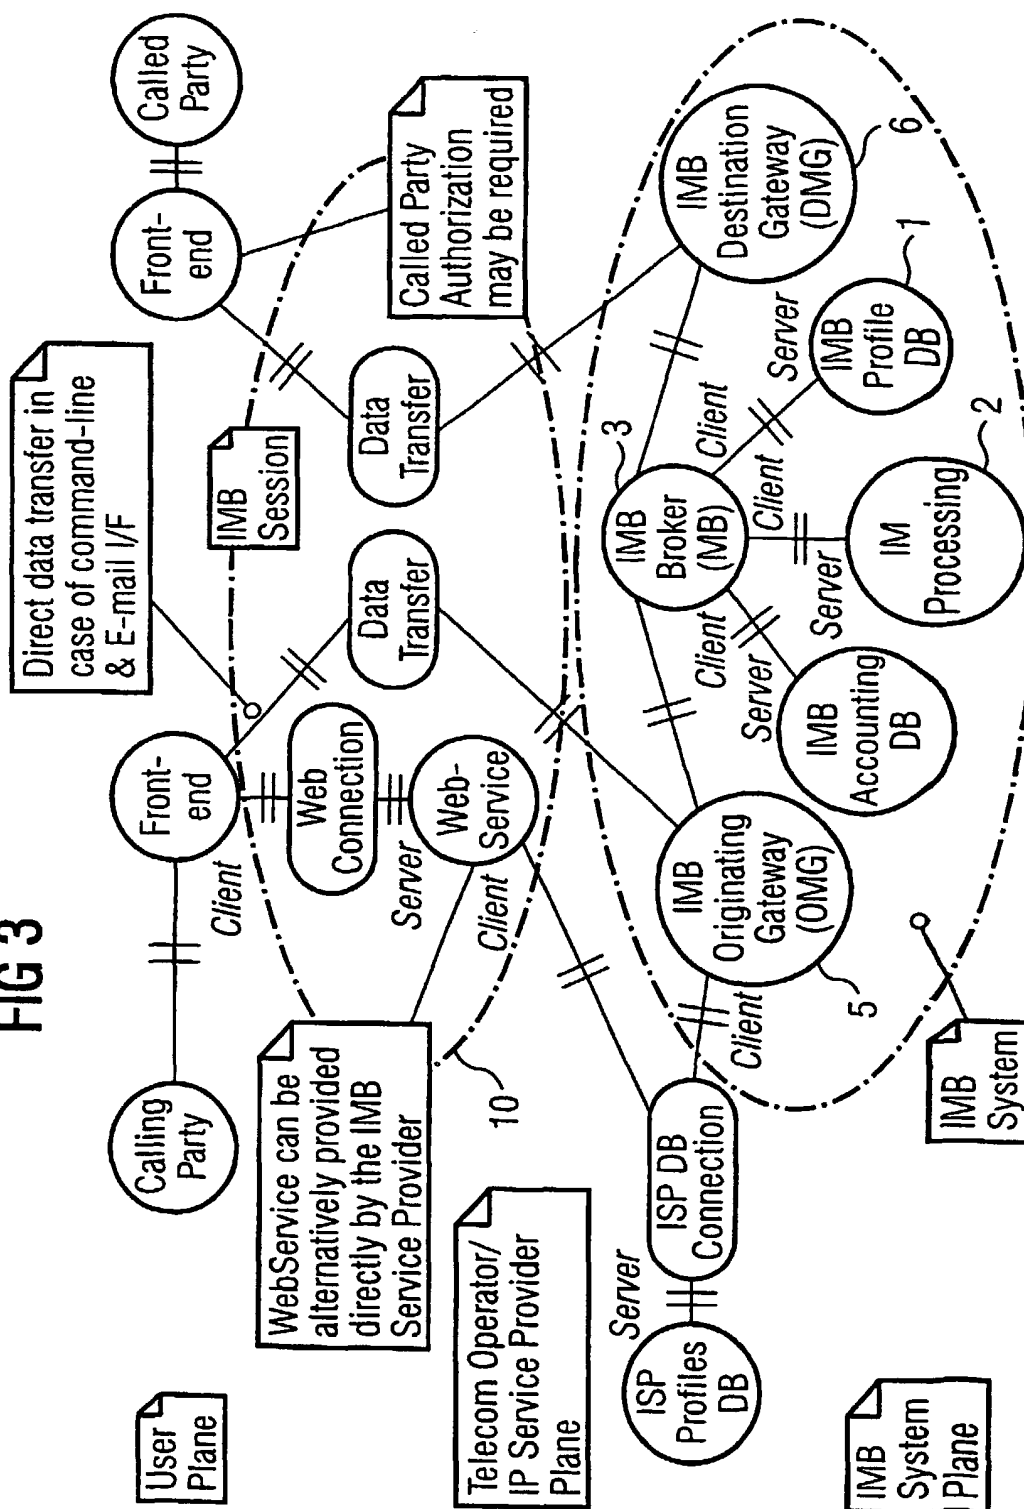 FIG 3
User
Plane
Calling
Party
Client
Front-
end
Direct data transfer in
case of command-line
& E-mail I/F
Front-
end
Called
Party
WebService can be
alternatively provided
directly by the IMB
Service Provider
Web
Connection
IMB
Session
Server
Web-
Service
Client
Data
Transfer
Data
Transfer
Called Party
Authorization
may be required
10
Telecom Operator/
IP Service Provider
Plane
Server
ISP
Profiles
DB
ISP DB
Connection
Client
IMB
Originating
Gateway
(OMG)
5
IMB
Broker
(MB)
3
Client
Server
IMB
Accounting
DB
Client
Server
IM
Processing
2
Client
Server
IMB
Profile
DB
1
IMB
Destination
Gateway
(DMG)
6
IMB
System
Plane
IMB
System